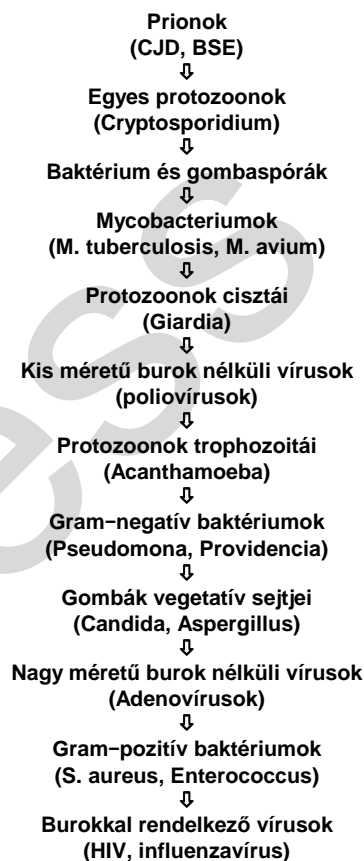 Prionok
(CJD, BSE)
⇩
Egyes protozoonok
(Cryptosporidium)
⇩
Baktérium és gombaspórák
⇩
Mycobacteriumok
(M. tuberculosis, M. avium)
⇩
Protozoonok cisztái
(Giardia)
⇩
Kis méretű burok nélküli vírusok
(poliovírusok)
⇩
Protozoonok trophozoitái
(Acanthamoeba)
⇩
Gram−negatív baktériumok
(Pseudomona, Providencia)
⇩
Gombák vegetatív sejtjei
(Candida, Aspergillus)
⇩
Nagy méretű burok nélküli vírusok
(Adenovírusok)
⇩
Gram−pozitív baktériumok
(S. aureus, Enterococcus)
⇩
Burokkal rendelkező vírusok
(HIV, influenzavírus)